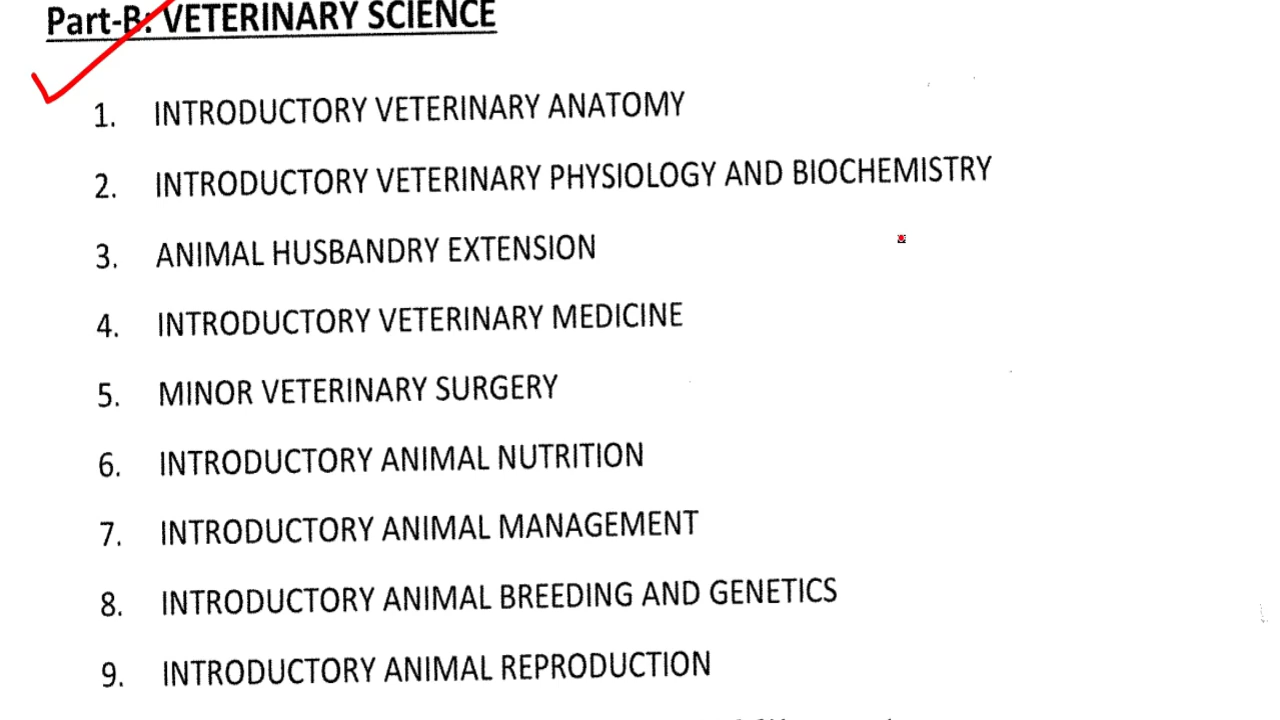 Part-B: VETERINARY SCIENCE
1. INTRODUCTORY VETERINARY ANATOMY
2. INTRODUCTORY VETERINARY PHYSIOLOGY AND BIOCHEMISTRY
3. ANIMAL HUSBANDRY EXTENSION
4. INTRODUCTORY VETERINARY MEDICINE
5. MINOR VETERINARY SURGERY
6. INTRODUCTORY ANIMAL NUTRITION
7. INTRODUCTORY ANIMAL MANAGEMENT
8. INTRODUCTORY ANIMAL BREEDING AND GENETICS
9. INTRODUCTORY ANIMAL REPRODUCTION